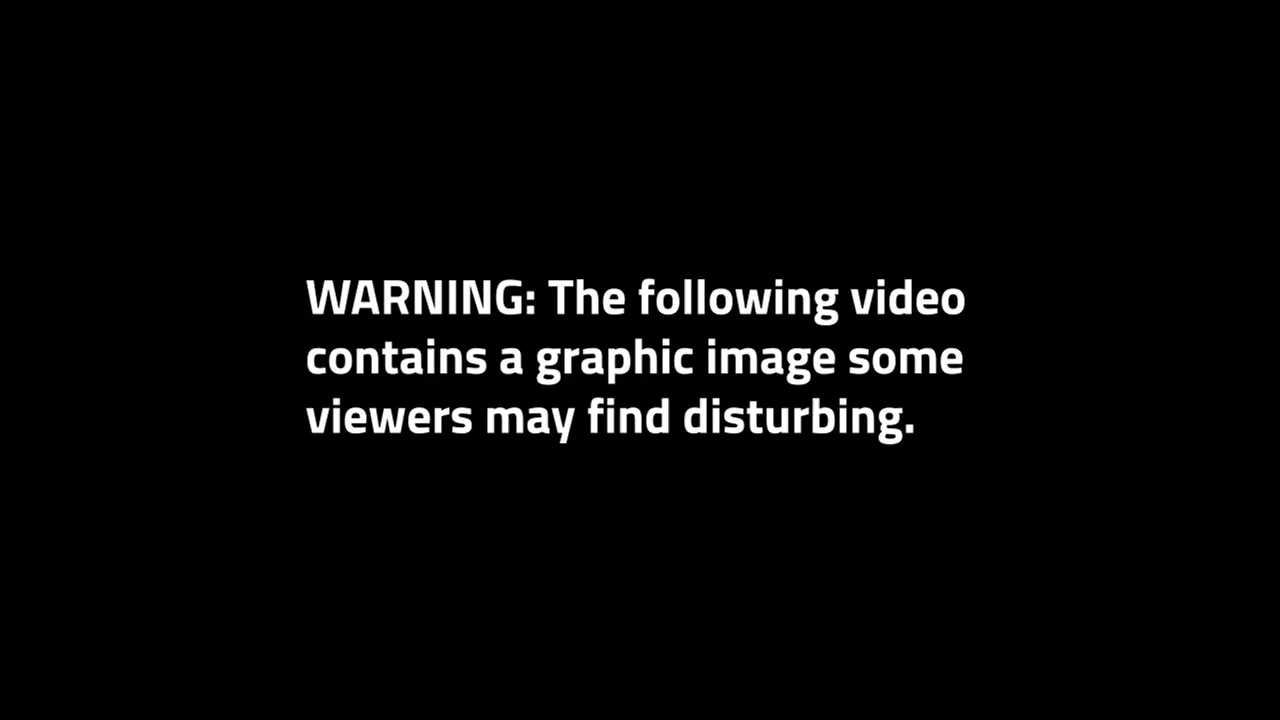 WARNING: The following video
contains a graphic image some
viewers may find disturbing.